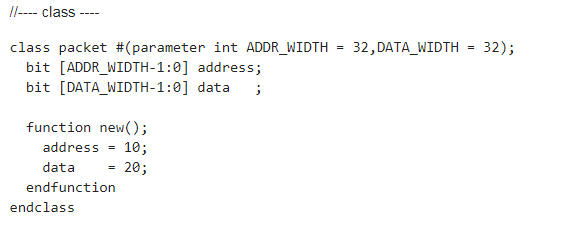 //---- class ----
class packet #(parameter int ADDR_WIDTH = 32,DATA_WIDTH = 32);
  bit [ADDR_WIDTH-1:0] address;
  bit [DATA_WIDTH-1:0] data   ;
  function new();
    address = 10;
    data    = 20;
  endfunction
endclass